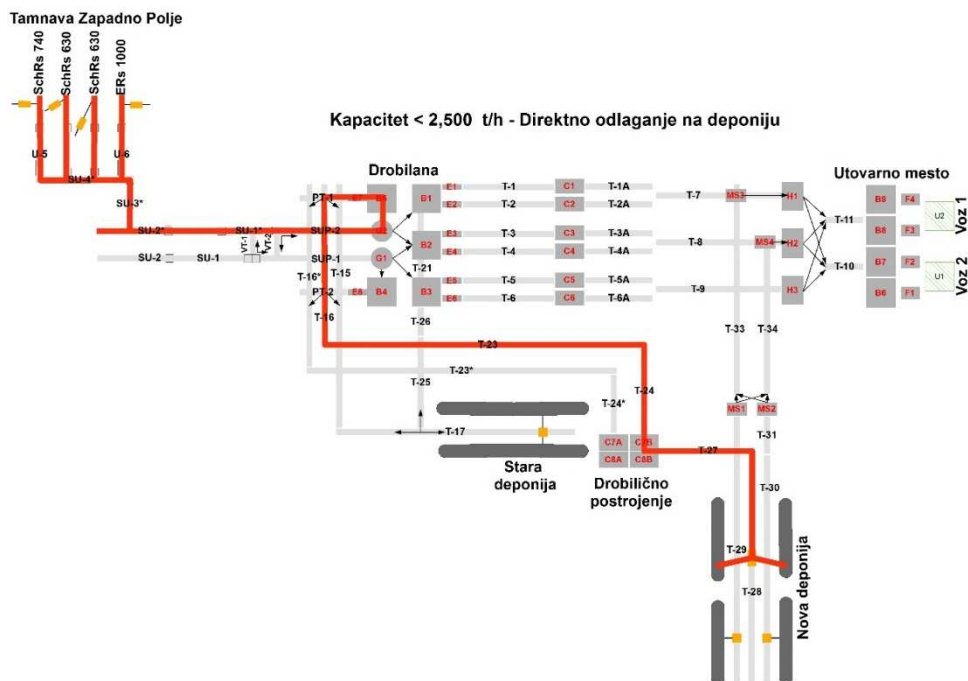 Tamnava Zapadno Polje
SchRs 740
SchRs 630
SchRs 630
ERs 1000
Kapacitet < 2,500 t/h - Direktno odlaganje na deponiju
U-5
U-6
SU-4*
SU-3*
SU-2*
SU-1*
SUP-2
SU-2
SU-1
VT-1
VT-2
SUP-1
Drobilana
PT-1
E7
B1
G1
B2
B4
B3
PT-2
E8
T-16*
T-15
T-16
T-21
T-26
T-25
E1
T-1
C1
T-1A
E2
T-2
C2
T-2A
E3
T-3
C3
T-3A
E4
T-4
C4
T-4A
E5
T-5
C5
T-5A
E6
T-6
C6
T-6A
T-7
MS3
H1
T-8
MS4
H2
T-9
H3
Utovarno mesto
T-11
T-10
B8
F4
F3
B7
F2
B6
F1
U2
U1
Voz 1
Voz 2
T-33
T-34
T-23
T-23*
T-24
T-24*
T-17
Stara
deponija
C7A
C7B
C8A
C8B
Drobilično
postrojenje
T-27
MS1
MS2
T-31
T-30
T-29
T-28
Nova deponija